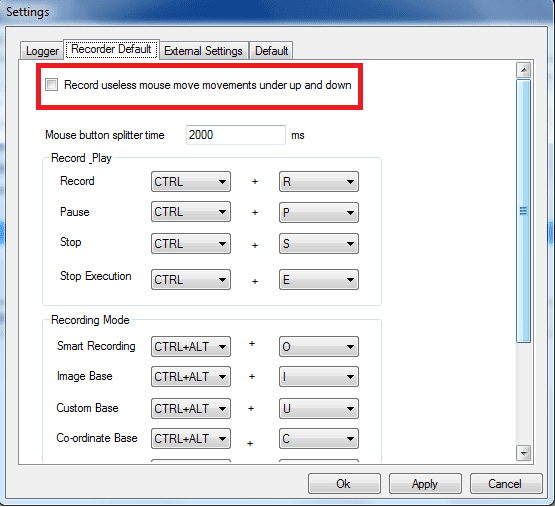 Settings
Logger Recorder Default External Settings Default
Record useless mouse move movements under up and down
Mouse button splitter time 2000 ms
Record_Play
Record CTRL + R
Pause CTRL + P
Stop CTRL + S
Stop Execution CTRL + E
Recording Mode
Smart Recording CTRL+ALT + O
Image Base CTRL+ALT + I
Custom Base CTRL+ALT + U
Co-ordinate Base CTRL+ALT + C
Ok Apply Cancel